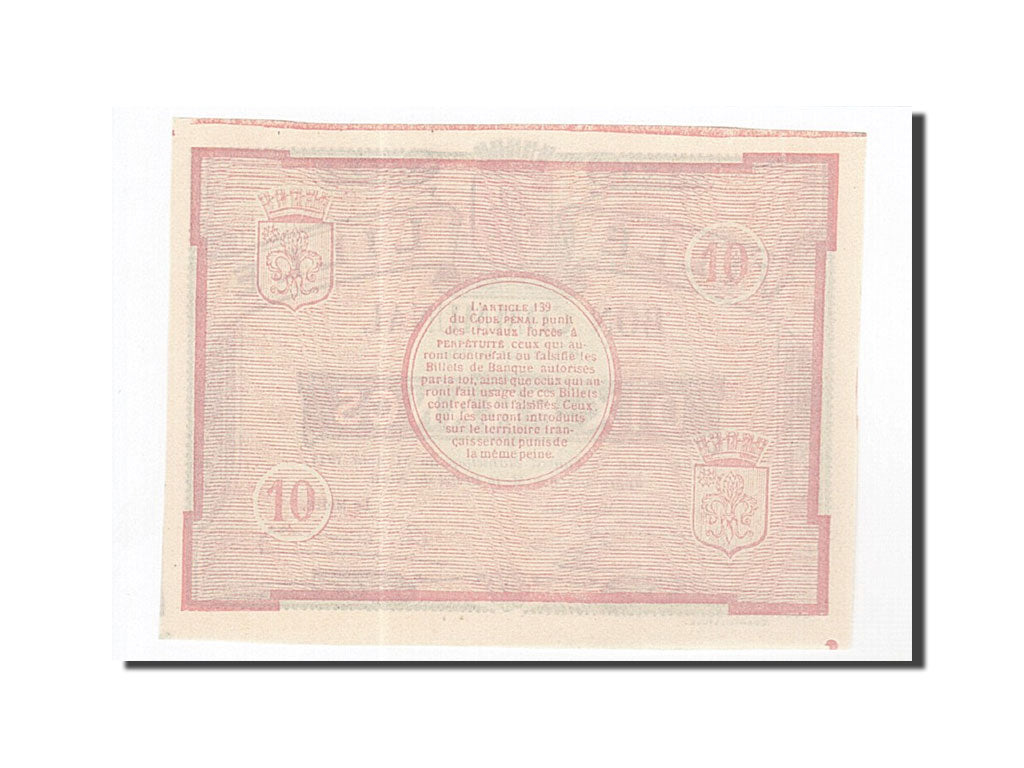 10
L'ARTICLE 139
du CODE PÉNAL punit
des travaux forcés à
PERPÉTUITÉ ceux qui au-
ront contrefait ou falsifié les
Billets de Banque autorisés
par la loi, ainsi que ceux qui au-
ront fait usage de ces Billets
contrefaits ou falsifiés. Ceux
qui les auront introduits
sur le territoire fran-
çais seront punis de
la même peine.
10